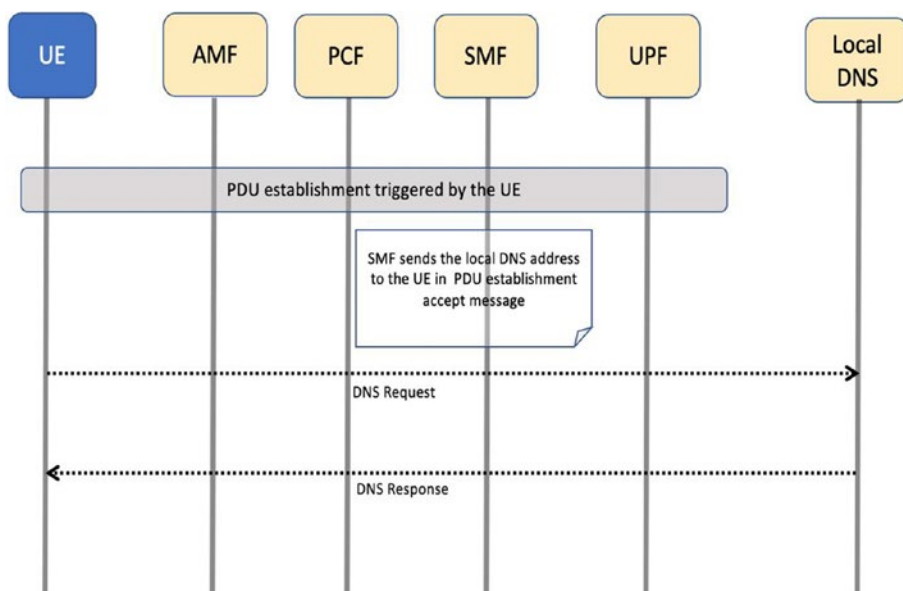 UE
AMF
PCF
SMF
UPF
Local
DNS
PDU establishment triggered by the UE
SMF sends the local DNS address
to the UE in PDU establishment
accept message
DNS Request
DNS Response